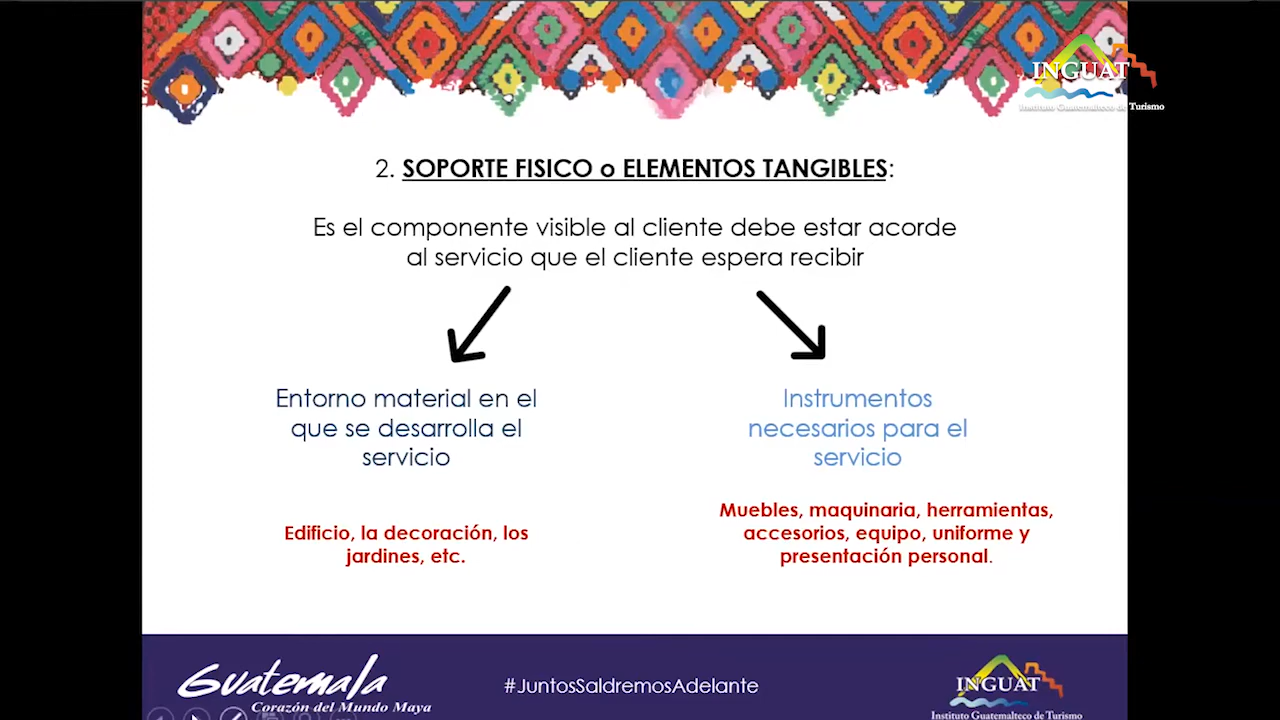 INGUAT
Instituto Guatemalteco de Turismo
2. SOPORTE FISICO o ELEMENTOS TANGIBLES:
Es el componente visible al cliente debe estar acorde
al servicio que el cliente espera recibir
Entorno material en el
que se desarrolla el
servicio
Instrumentos
necesarios para el
servicio
Edificio, la decoración, los
jardines, etc.
Muebles, maquinaria, herramientas,
accesorios, equipo, uniforme y
presentación personal.
Guatemala
Corazón del Mundo Maya
#JuntosSaldremosAdelante
INGUAT
Instituto Guatemalteco de Turismo